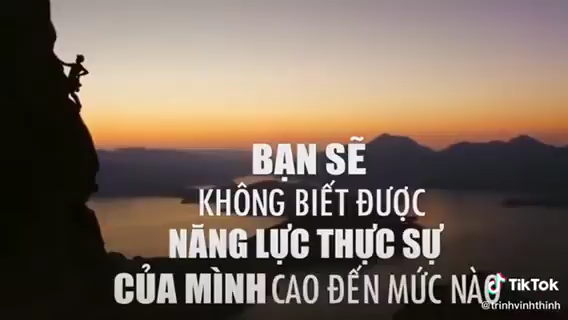 BẠN SẼ
KHÔNG BIẾT ĐƯỢC
NĂNG LỰC THỰC SỰ
CỦA MÌNH CAO ĐẾN MỨC NÀO
TikTok
@trinhvinhthinh